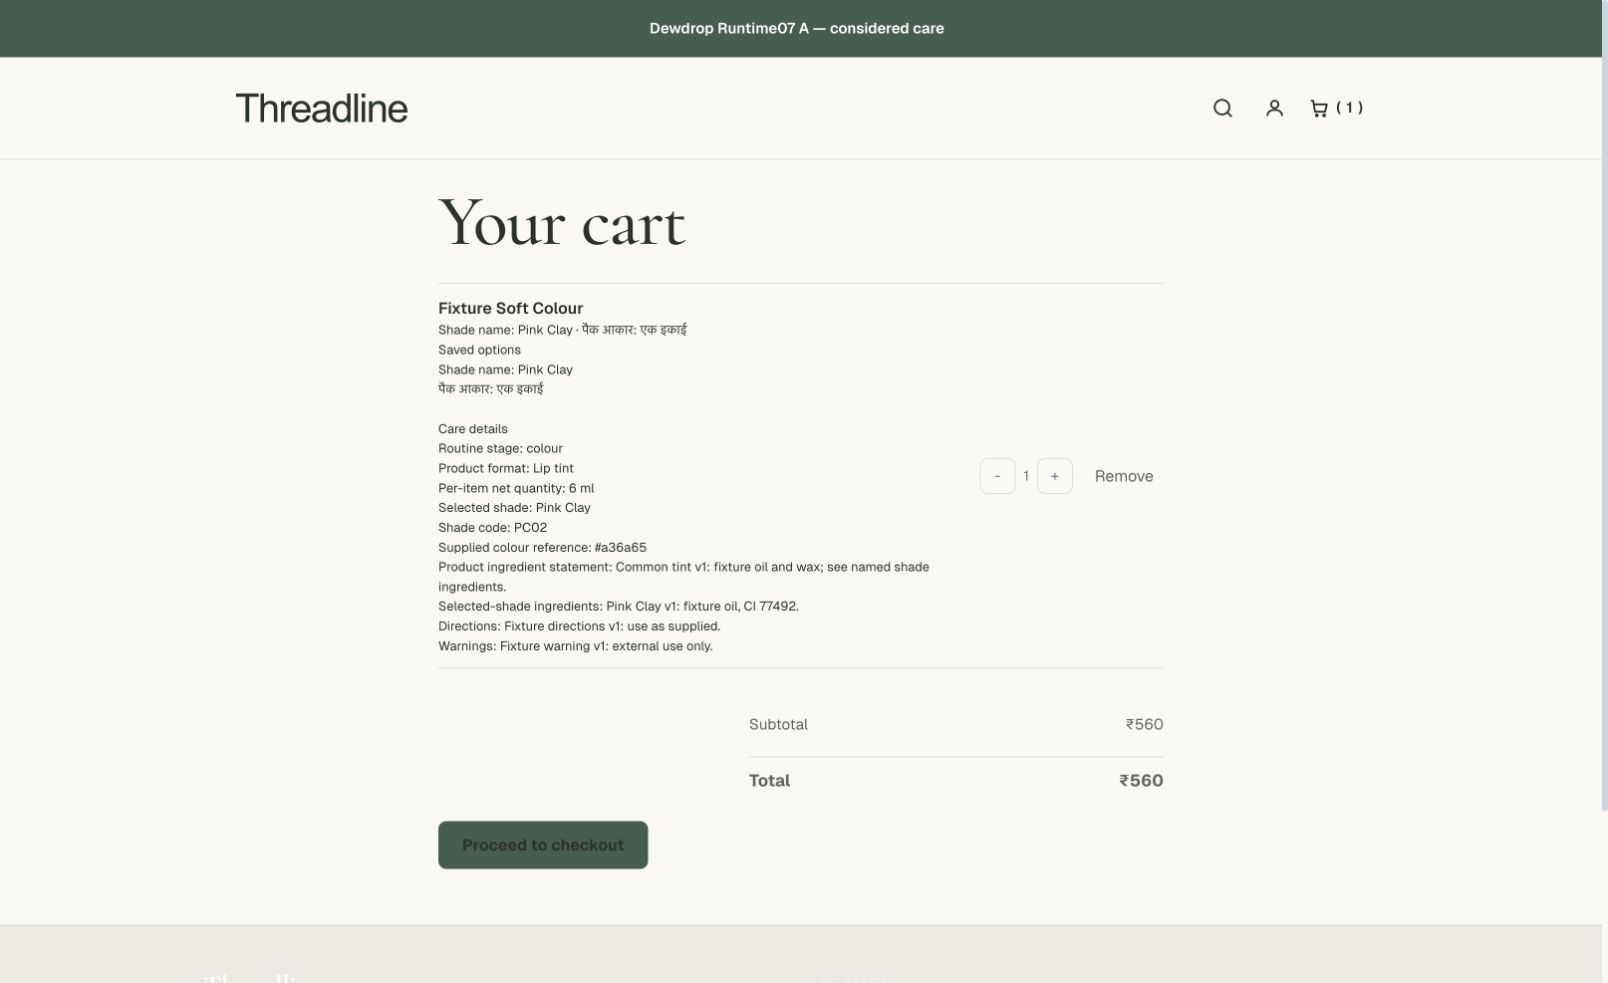 Dewdrop Runtime07 A — considered care
Threadline
( 1 )
Your cart
Fixture Soft Colour
Shade name: Pink Clay · पैक आकार: एक इकाई
Saved options
Shade name: Pink Clay
पैक आकार: एक इकाई
Care details
Routine stage: colour
Product format: Lip tint
Per-item net quantity: 6 ml
Selected shade: Pink Clay
Shade code: PC02
Supplied colour reference: #a36a65
Product ingredient statement: Common tint v1: fixture oil and wax; see named shade
ingredients.
Selected-shade ingredients: Pink Clay v1: fixture oil, CI 77492.
Directions: Fixture directions v1: use as supplied.
Warnings: Fixture warning v1: external use only.
- 1 + Remove
Subtotal ₹560
Total ₹560
Proceed to checkout